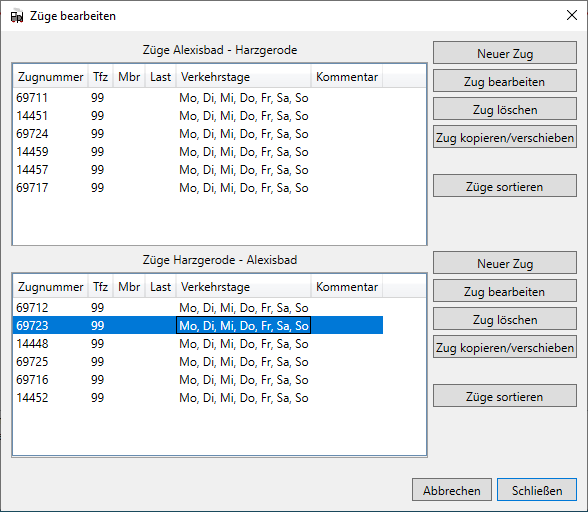 Züge bearbeiten
Züge Alexisbad - Harzgerode
Zugnummer Tfz Mbr Last Verkehrstage Kommentar
69711 99 Mo, Di, Mi, Do, Fr, Sa, So
14451 99 Mo, Di, Mi, Do, Fr, Sa, So
69724 99 Mo, Di, Mi, Do, Fr, Sa, So
14459 99 Mo, Di, Mi, Do, Fr, Sa, So
14457 99 Mo, Di, Mi, Do, Fr, Sa, So
69717 99 Mo, Di, Mi, Do, Fr, Sa, So
Neuer Zug
Zug bearbeiten
Zug löschen
Zug kopieren/verschieben
Züge sortieren
Züge Harzgerode - Alexisbad
Zugnummer Tfz Mbr Last Verkehrstage Kommentar
69712 99 Mo, Di, Mi, Do, Fr, Sa, So
69723 99 Mo, Di, Mi, Do, Fr, Sa, So
14448 99 Mo, Di, Mi, Do, Fr, Sa, So
69725 99 Mo, Di, Mi, Do, Fr, Sa, So
69716 99 Mo, Di, Mi, Do, Fr, Sa, So
14452 99 Mo, Di, Mi, Do, Fr, Sa, So
Neuer Zug
Zug bearbeiten
Zug löschen
Zug kopieren/verschieben
Züge sortieren
Abbrechen
Schließen